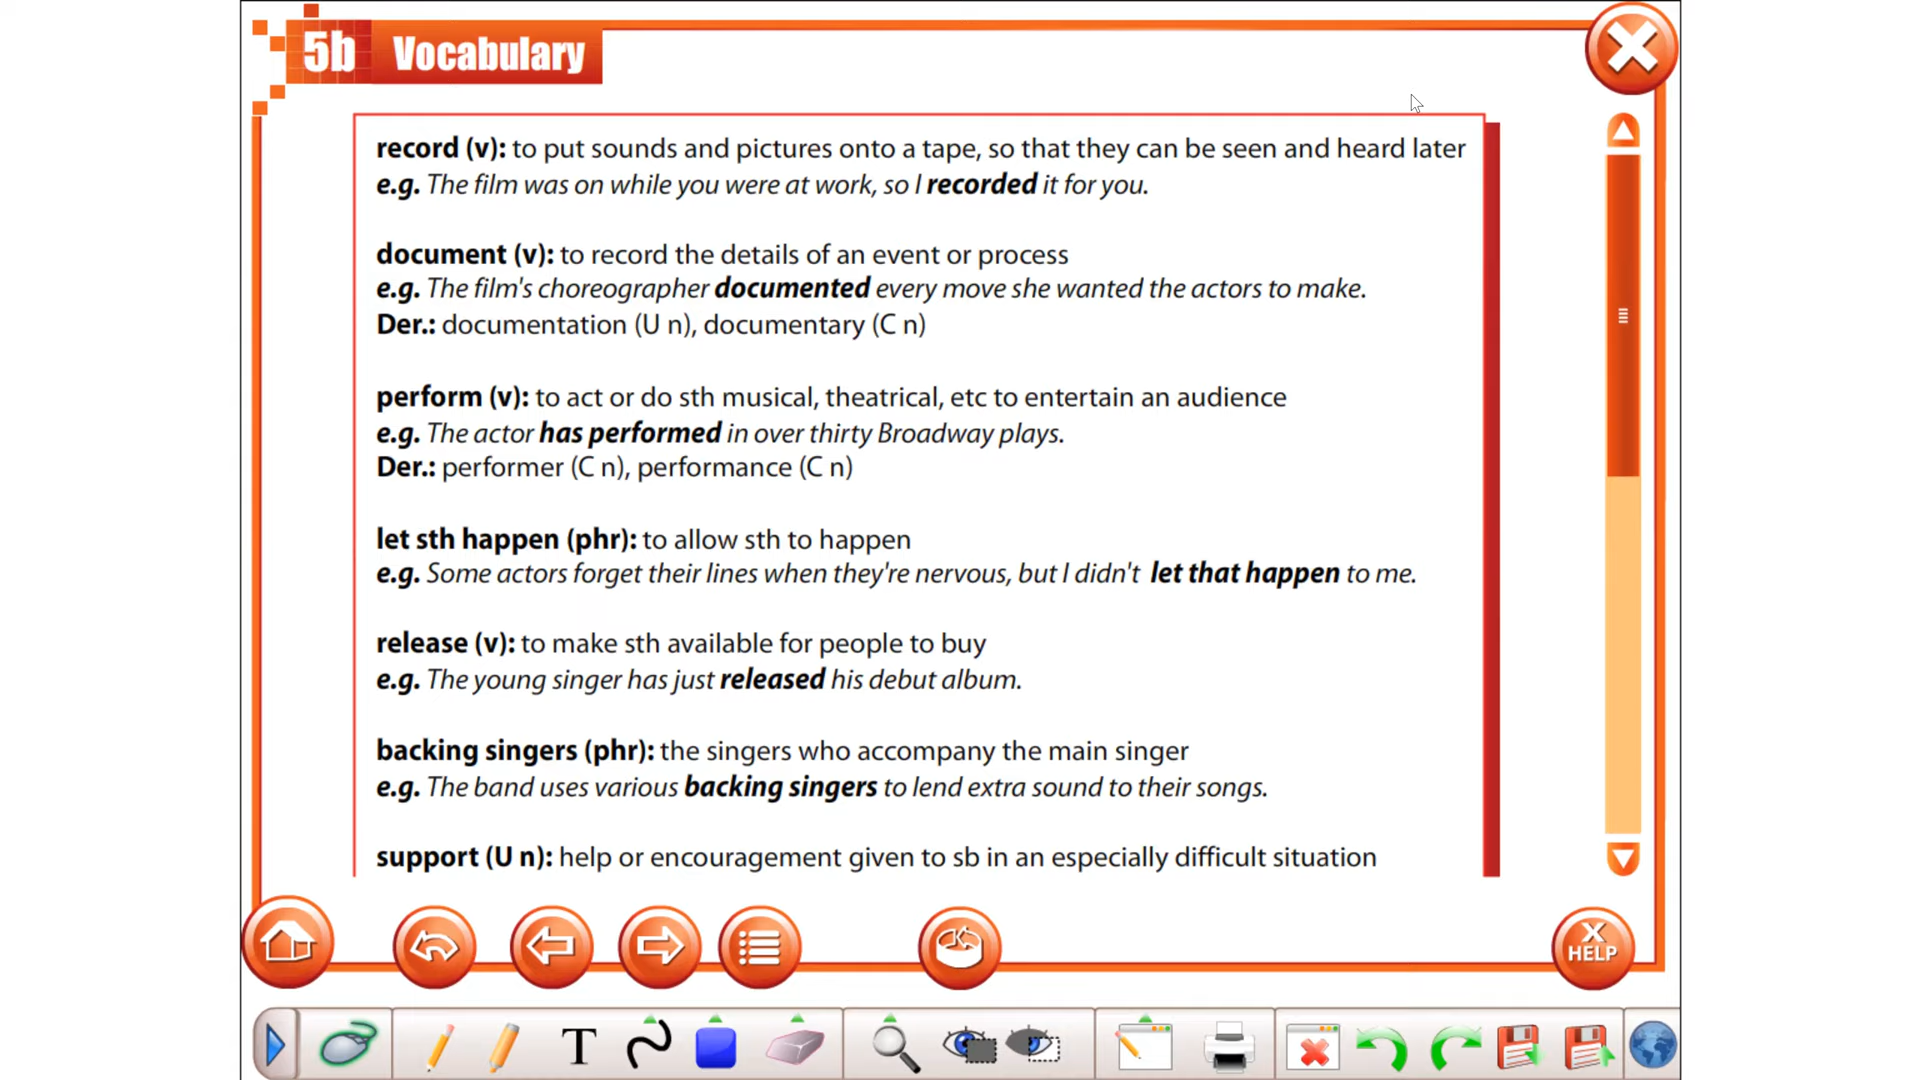 5b Vocabulary
record (v): to put sounds and pictures onto a tape, so that they can be seen and heard later
e.g. The film was on while you were at work, so I recorded it for you.
document (v): to record the details of an event or process
e.g. The film's choreographer documented every move she wanted the actors to make.
Der.: documentation (U n), documentary (C n)
perform (v): to act or do sth musical, theatrical, etc to entertain an audience
e.g. The actor has performed in over thirty Broadway plays.
Der.: performer (C n), performance (C n)
let sth happen (phr): to allow sth to happen
e.g. Some actors forget their lines when they're nervous, but I didn't let that happen to me.
release (v): to make sth available for people to buy
e.g. The young singer has just released his debut album.
backing singers (phr): the singers who accompany the main singer
e.g. The band uses various backing singers to lend extra sound to their songs.
support (U n): help or encouragement given to sb in an especially difficult situation
X
HELP
T